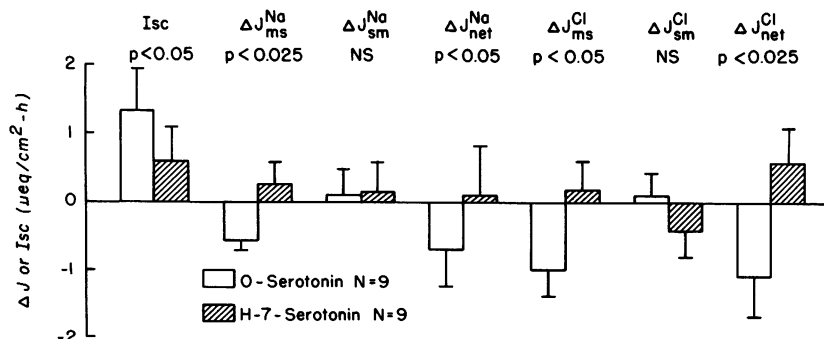 Isc ΔJ^Na_ms ΔJ^Na_sm ΔJ^Na_net ΔJ^Cl_ms ΔJ^Cl_sm ΔJ^Cl_net
p<0.05 p<0.025 NS p<0.05 p<0.05 NS p<0.025
ΔJ or Isc (μeq/cm²-h)
2
1
0
-1
-2
O-Serotonin N=9
H-7-Serotonin N=9